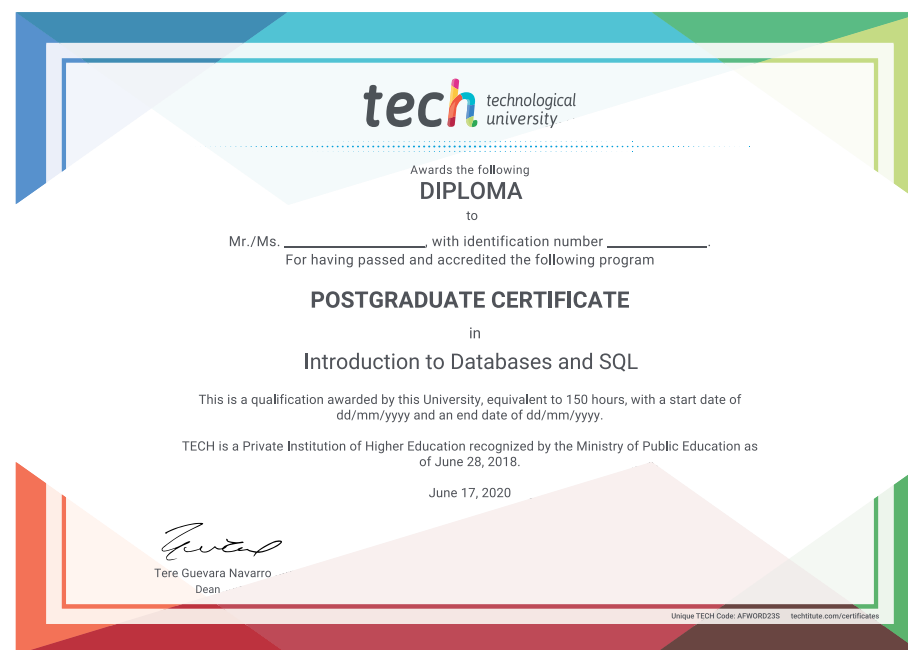 tech technological
university
Awards the following
DIPLOMA
to
Mr./Ms. ____________, with identification number ____________.
For having passed and accredited the following program
POSTGRADUATE CERTIFICATE
in
Introduction to Databases and SQL
This is a qualification awarded by this University, equivalent to 150 hours, with a start date of
dd/mm/yyyy and an end date of dd/mm/yyyy.
TECH is a Private Institution of Higher Education recognized by the Ministry of Public Education as
of June 28, 2018.
June 17, 2020
Tere Guevara Navarro
Dean
Unique TECH Code: AFWORD23S techtitute.com/certificates